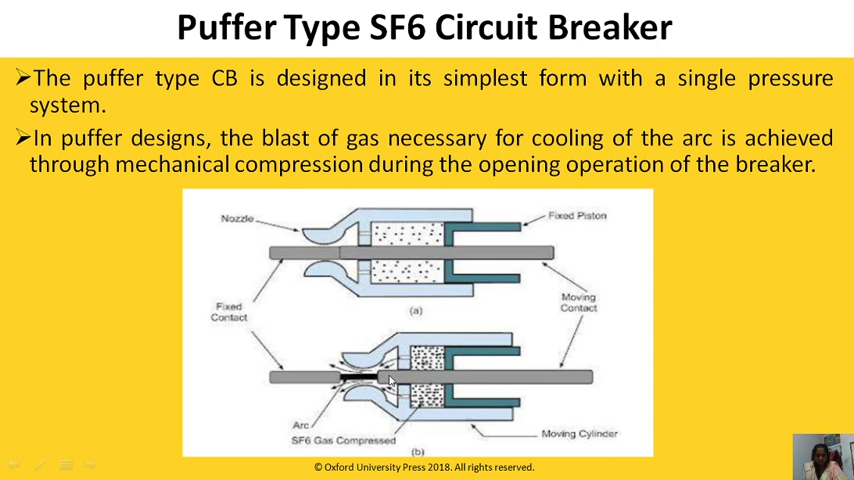 Puffer Type SF6 Circuit Breaker
➢The puffer type CB is designed in its simplest form with a single pressure
system.
➢In puffer designs, the blast of gas necessary for cooling of the arc is achieved
through mechanical compression during the opening operation of the breaker.
Nozzle
Fixed Piston
Fixed
Contact
Moving
Contact
(a)
Arc
SF6 Gas Compressed
Moving Cylinder
(b)
© Oxford University Press 2018. All rights reserved.